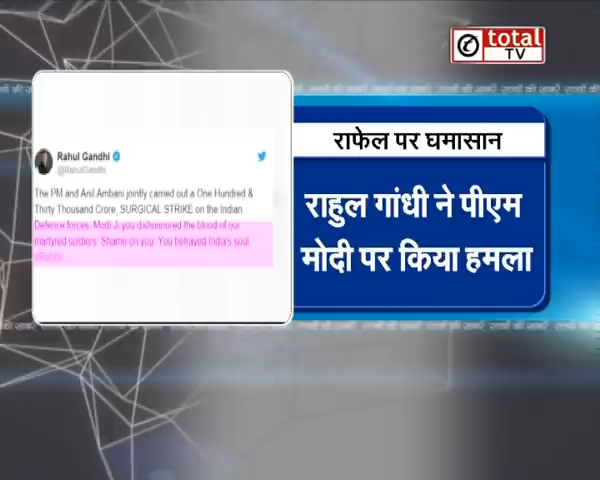 total
TV
राफेल पर घमासान
Rahul Gandhi
@RahulGandhi
The PM and Anil Ambani jointly carried out a One Hundred &
Thirty Thousand Crore, SURGICAL STRIKE on the Indian
Defence forces. Modi Ji you dishonoured the blood of our
martyred soldiers. Shame on you. You betrayed India's soul.
राहुल गांधी ने पीएम
मोदी पर किया हमला